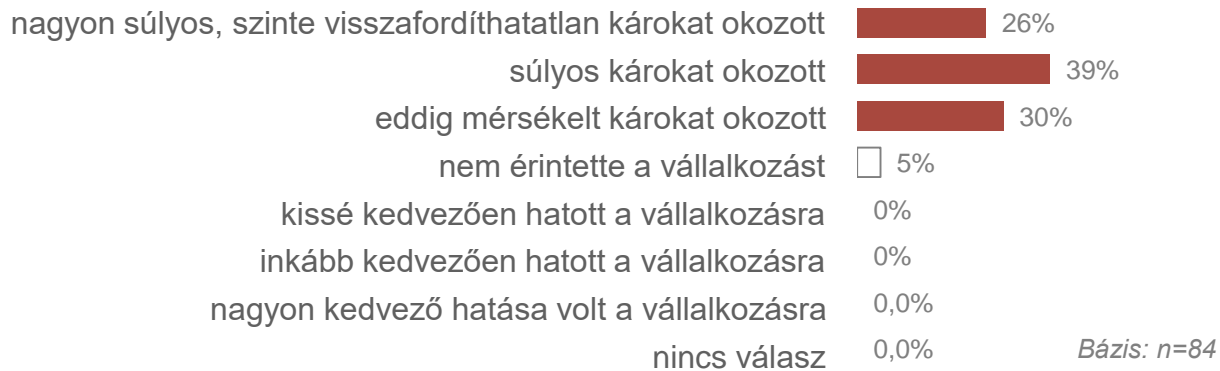 nagyon súlyos, szinte visszafordíthatatlan károkat okozott 26%
súlyos károkat okozott 39%
eddig mérsékelt károkat okozott 30%
nem érintette a vállalkozást 5%
kissé kedvezően hatott a vállalkozásra 0%
inkább kedvezően hatott a vállalkozásra 0%
nagyon kedvező hatása volt a vállalkozásra 0,0%
nincs válasz 0,0% Bázis: n=84